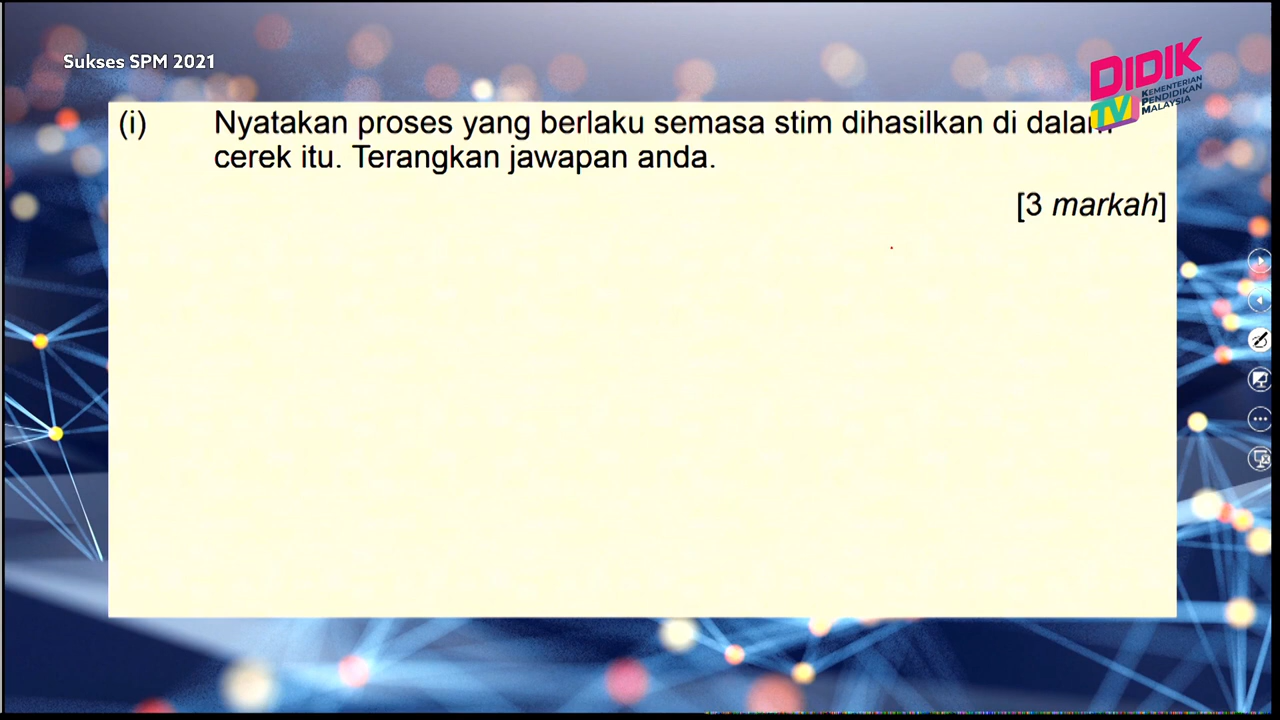 Sukses SPM 2021
DIDIK
TV
KEMENTERIAN
PENDIDIKAN
MALAYSIA
(i) Nyatakan proses yang berlaku semasa stim dihasilkan di dalam
cerek itu. Terangkan jawapan anda.
[3 markah]